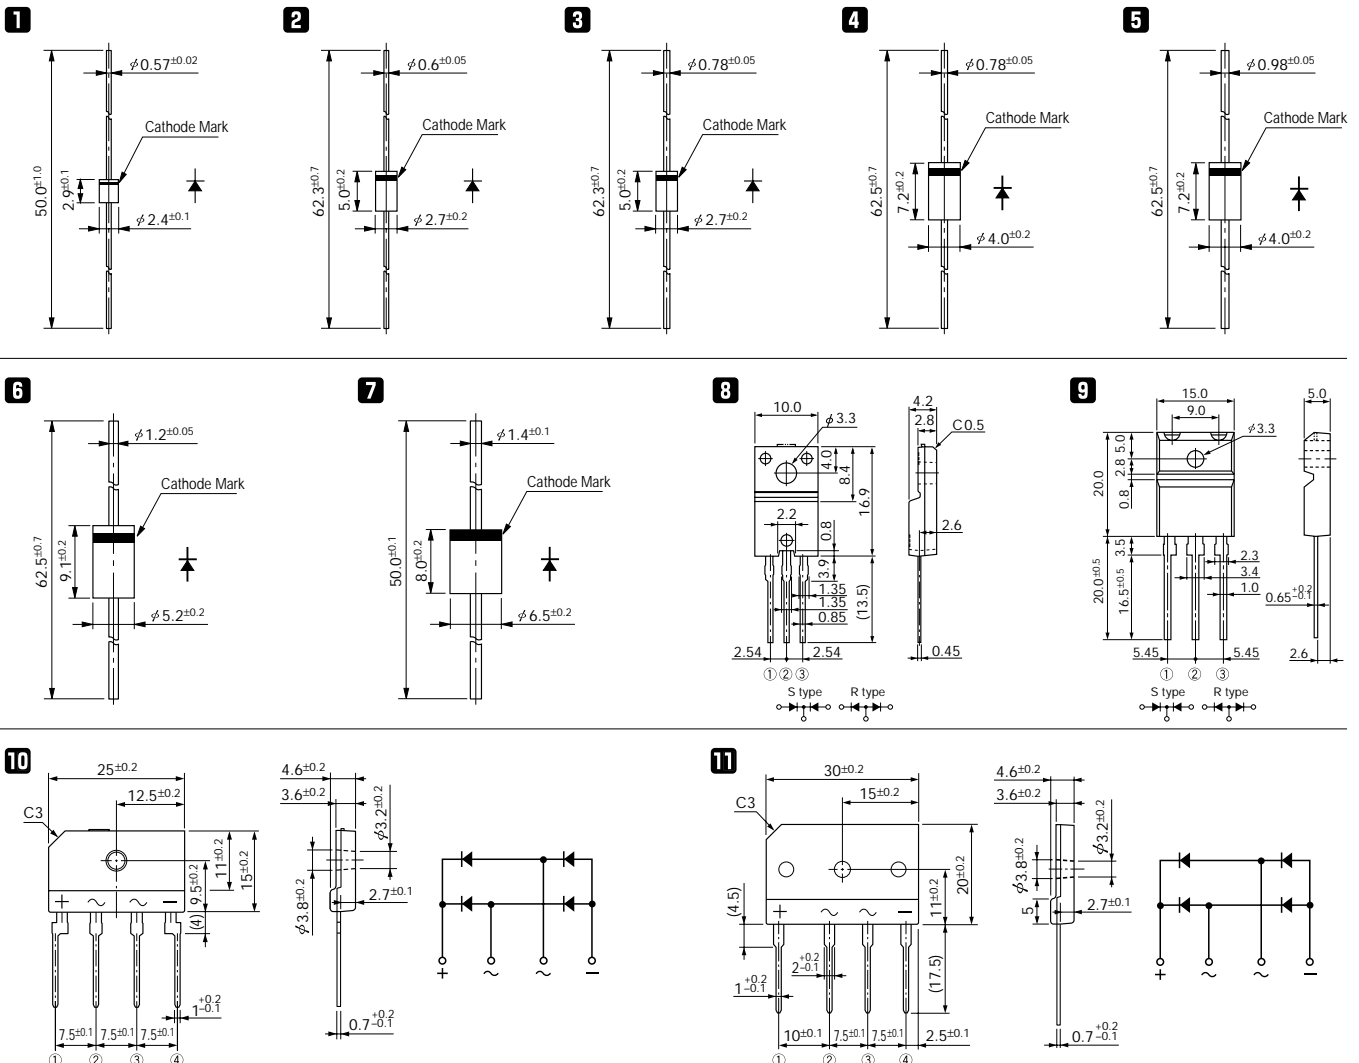 1
φ0.57±0.02
Cathode Mark
50.0±1.0
2.9±0.1
φ2.4±0.1
2
φ0.6±0.05
Cathode Mark
62.3±0.7
5.0±0.2
φ2.7±0.2
3
φ0.78±0.05
Cathode Mark
62.3±0.7
5.0±0.2
φ2.7±0.2
4
φ0.78±0.05
Cathode Mark
62.5±0.7
7.2±0.2
φ4.0±0.2
5
φ0.98±0.05
Cathode Mark
62.5±0.7
7.2±0.2
φ4.0±0.2
6
φ1.2±0.05
Cathode Mark
62.5±0.7
9.1±0.2
φ5.2±0.2
7
φ1.4±0.1
Cathode Mark
50.0±0.1
8.0±0.2
φ6.5±0.2
8
10.0
φ3.3
4.0
8.4
16.9
2.2
0.8
3.9
1.35
1.35
0.85
(13.5)
2.54
2.54
① ② ③
S type
R type
4.2
2.8
C0.5
2.6
0.45
9
15.0
9.0
φ3.3
5.0
2.8
0.8
20.0
3.5
20.0±0.5
16.5±0.5
2.3
3.4
1.0
5.45
5.45
① ② ③
S type
R type
5.0
0.65+0.2−0.1
2.6
10
25±0.2
12.5±0.2
C3
9.5±0.2
11±0.2
15±0.2
(4)
+ ~ ~ −
1+0.2−0.1
7.5±0.1 7.5±0.1 7.5±0.1
① ② ③ ④
4.6±0.2
3.6±0.2
φ3.2±0.2
φ3.8±0.2
2.7±0.1
0.7+0.2−0.1
+ ~ ~ −
11
30±0.2
15±0.2
C3
20±0.2
11±0.2
(4.5)
+ ~ ~ −
2+0.2−0.1
1+0.2−0.1
(17.5)
10±0.1 7.5±0.1 7.5±0.1 2.5±0.1
① ② ③ ④
4.6±0.2
3.6±0.2
φ3.2±0.2
φ3.8±0.2
5
2.7±0.1
0.7+0.2−0.1
+ ~ ~ −